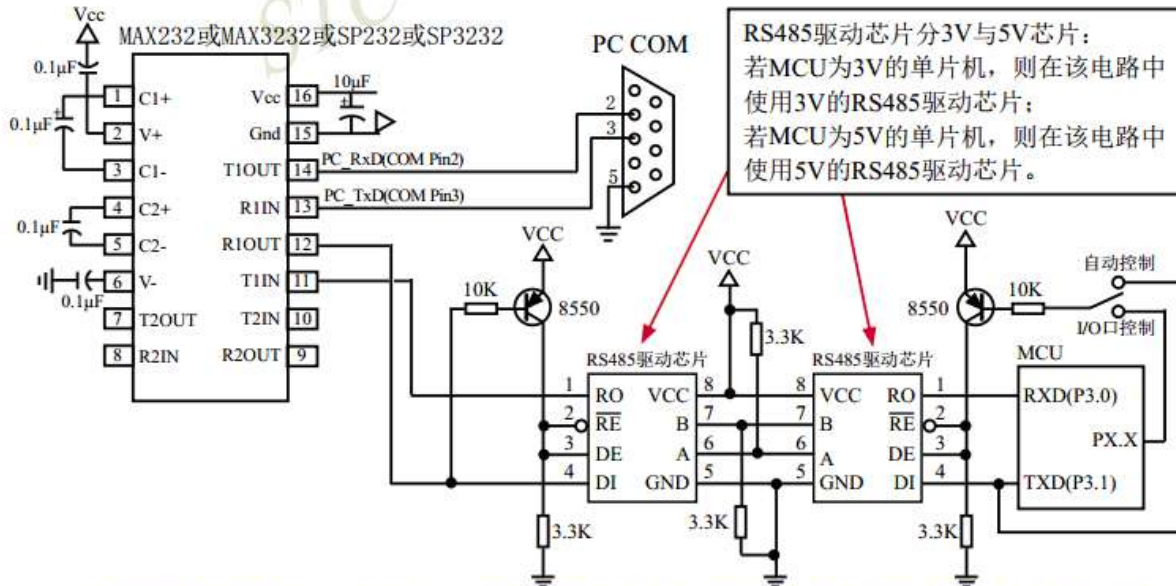 Vcc
MAX232或MAX3232或SP232或SP3232
0.1μF
0.1μF
0.1μF
0.1μF
1 C1+
2 V+
3 C1-
4 C2+
5 C2-
6 V-
7 T2OUT
8 R2IN
Vcc 16
Gnd 15
T1OUT 14
R1IN 13
R1OUT 12
T1IN 11
T2IN 10
R2OUT 9
10μF
PC_RxD(COM Pin2)
PC_TxD(COM Pin3)
PC COM
2
3
5
RS485驱动芯片分3V与5V芯片：
若MCU为3V的单片机，则在该电路中
使用3V的RS485驱动芯片；
若MCU为5V的单片机，则在该电路中
使用5V的RS485驱动芯片。
VCC
10K
8550
VCC
3.3K
VCC
8550
10K
自动控制
I/O口控制
RS485驱动芯片
1 RO VCC 8
2 RE B 7
3 DE A 6
4 DI GND 5
3.3K
3.3K
RS485驱动芯片
8 VCC RO 1
7 B RE 2
6 A DE 3
5 GND DI 4
3.3K
MCU
RXD(P3.0)
PX.X
TXD(P3.1)